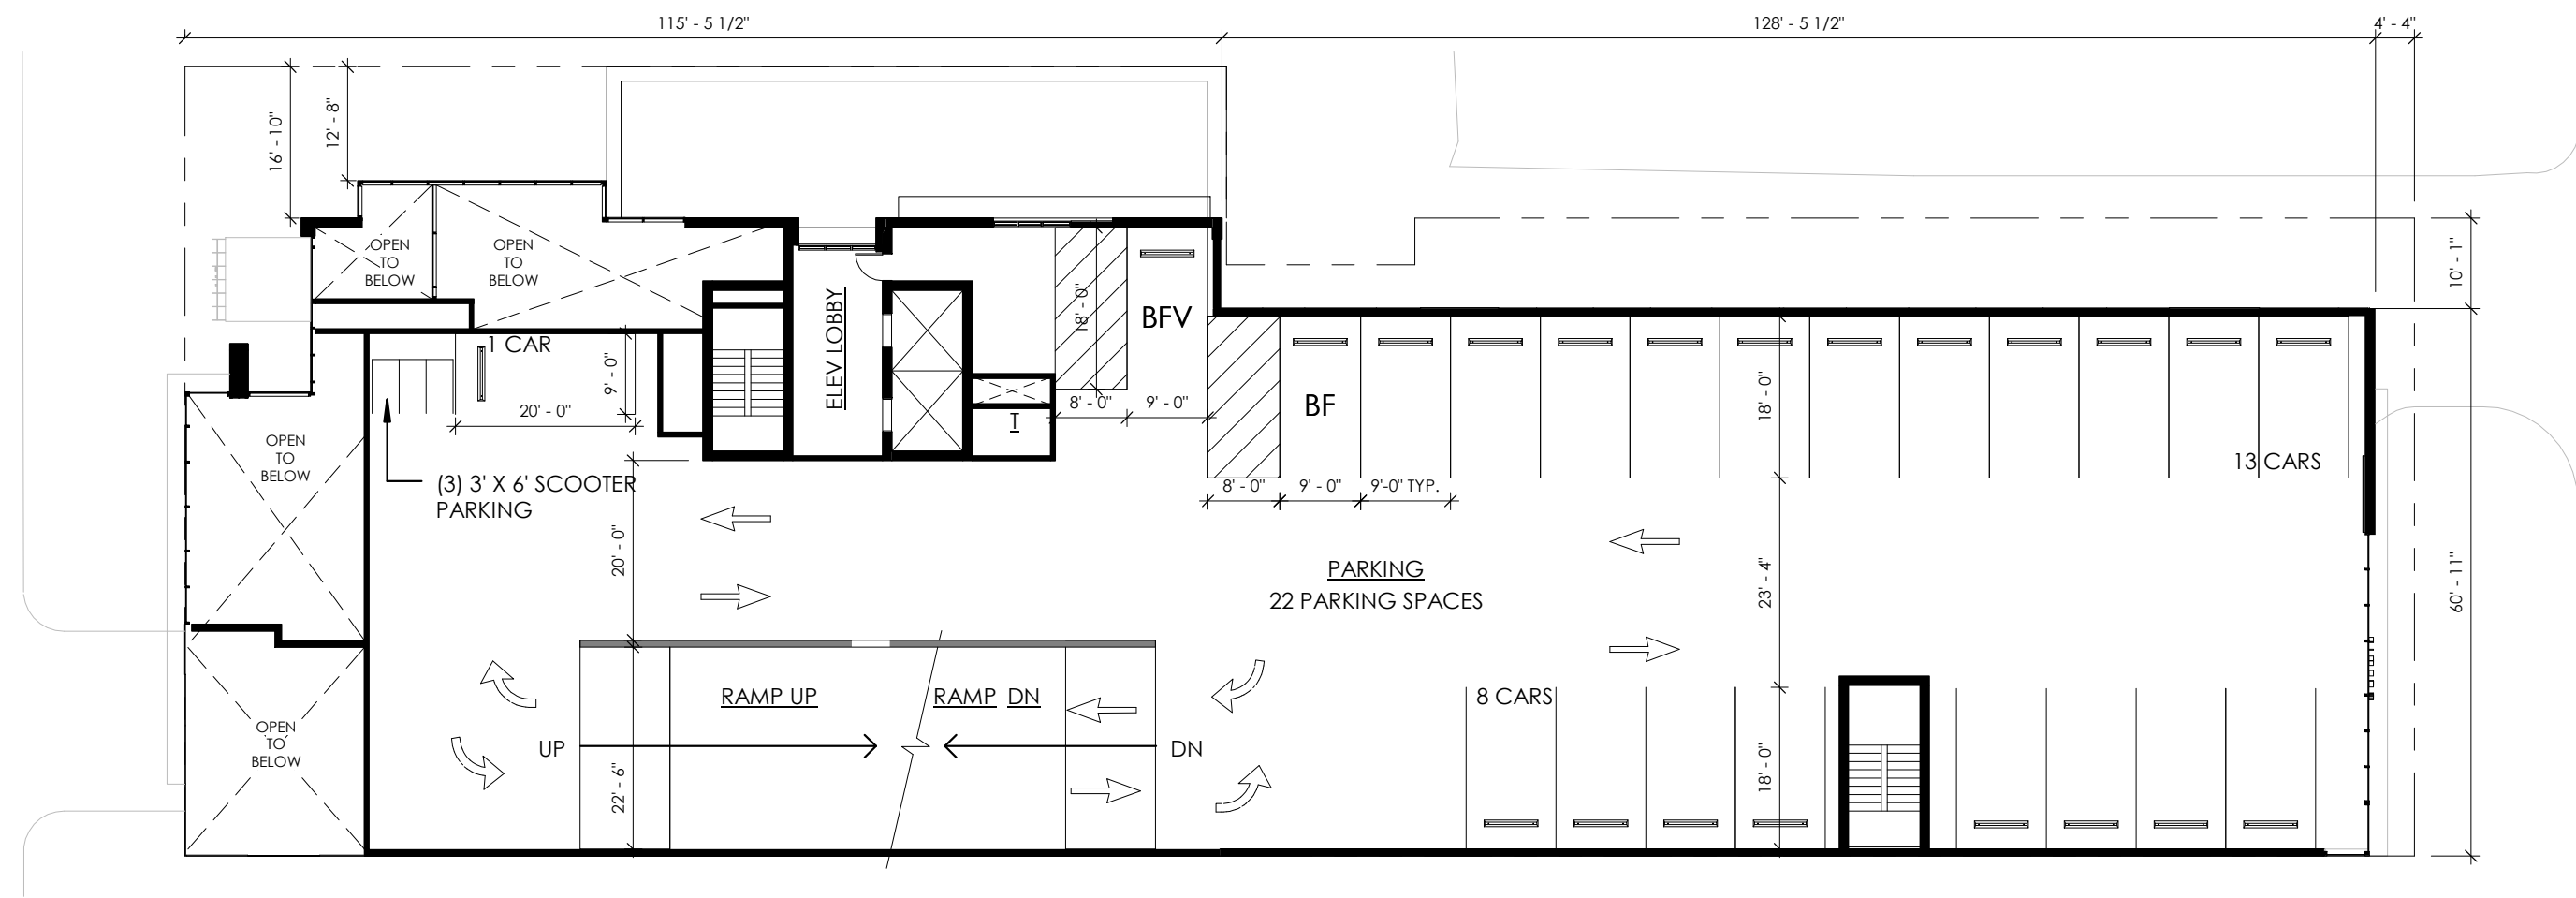 115' - 5 1/2"
128' - 5 1/2"
4' - 4"
16' - 10"
12' - 8"
OPEN
TO
BELOW
OPEN
TO
BELOW
ELEV LOBBY
18' - 0"
BFV
10' - 1"
1 CAR
9' - 0"
20' - 0"
8' - 0"
9' - 0"
T
BF
18' - 0"
OPEN
TO
BELOW
13 CARS
(3) 3' X 6' SCOOTER
PARKING
8' - 0"
9' - 0"
9'-0" TYP.
20' - 0"
PARKING
22 PARKING SPACES
23' - 4"
60' - 11"
RAMP UP
RAMP DN
8 CARS
OPEN
TO
BELOW
UP
DN
22' - 6"
18' - 0"